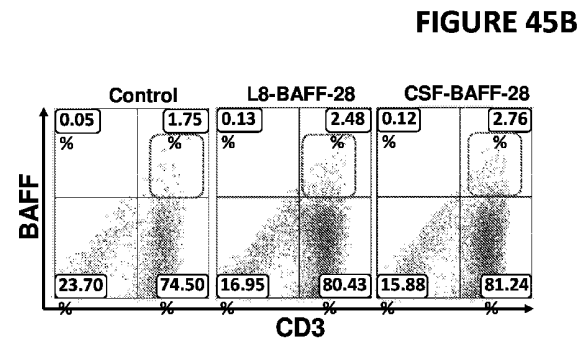 FIGURE 45B
Control L8-BAFF-28 CSF-BAFF-28
0.05 % 1.75 % 0.13 % 2.48 % 0.12 % 2.76 %
BAFF
23.70 % 74.50 % 16.95 % 80.43 % 15.88 % 81.24 %
CD3